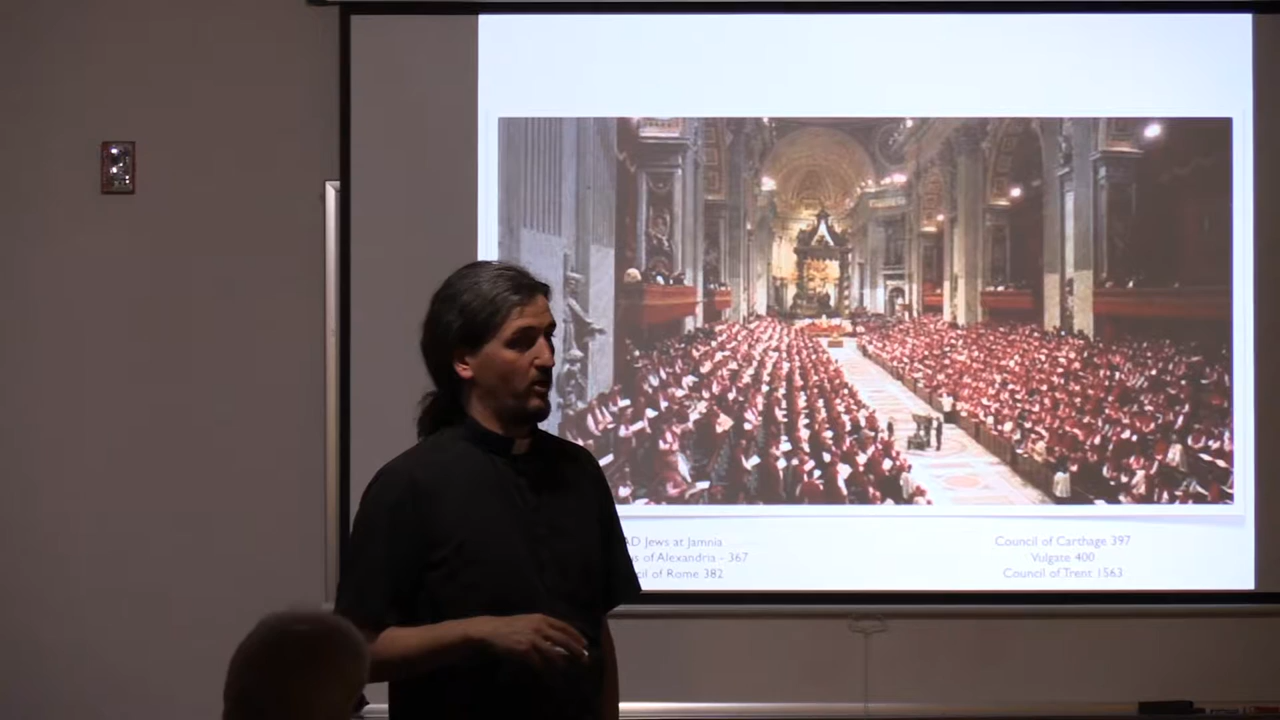 AD Jews at Jamnia
of Alexandria - 367
of Rome 382
Council of Carthage 397
Vulgate 400
Council of Trent 1563